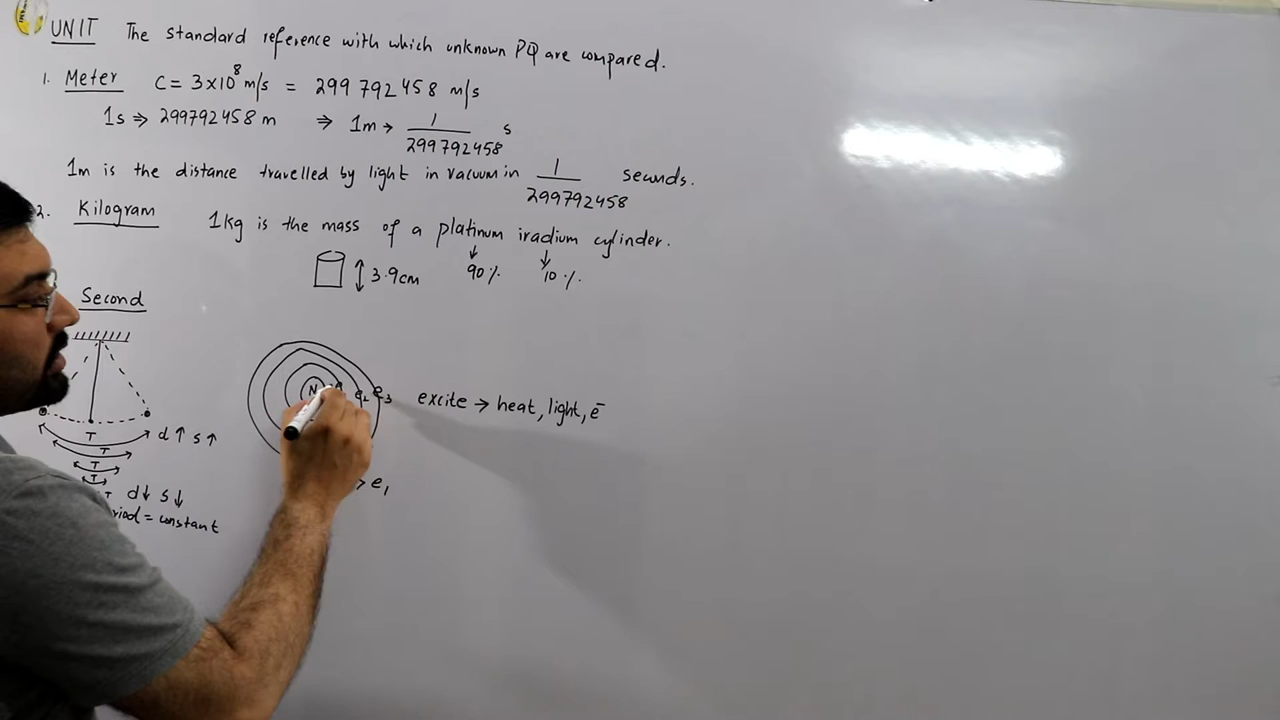 UNIT The standard reference with which unknown PQ are compared.
1. Meter C = 3×10⁸ m/s = 299 792 458 m/s
1s ⇒ 299792458 m ⇒ 1m → 1/299792458 s
1m is the distance travelled by light in vacuum in 1/299792458 seconds.
2. Kilogram 1kg is the mass of a platinum iradium cylinder.
↓ 90% ↓ 10%
3.9cm
Second
N e₂ e₃
excite → heat, light, e⁻
T d↑ s↑
T
T
T
T d↓ s↓
→ e₁
= constant